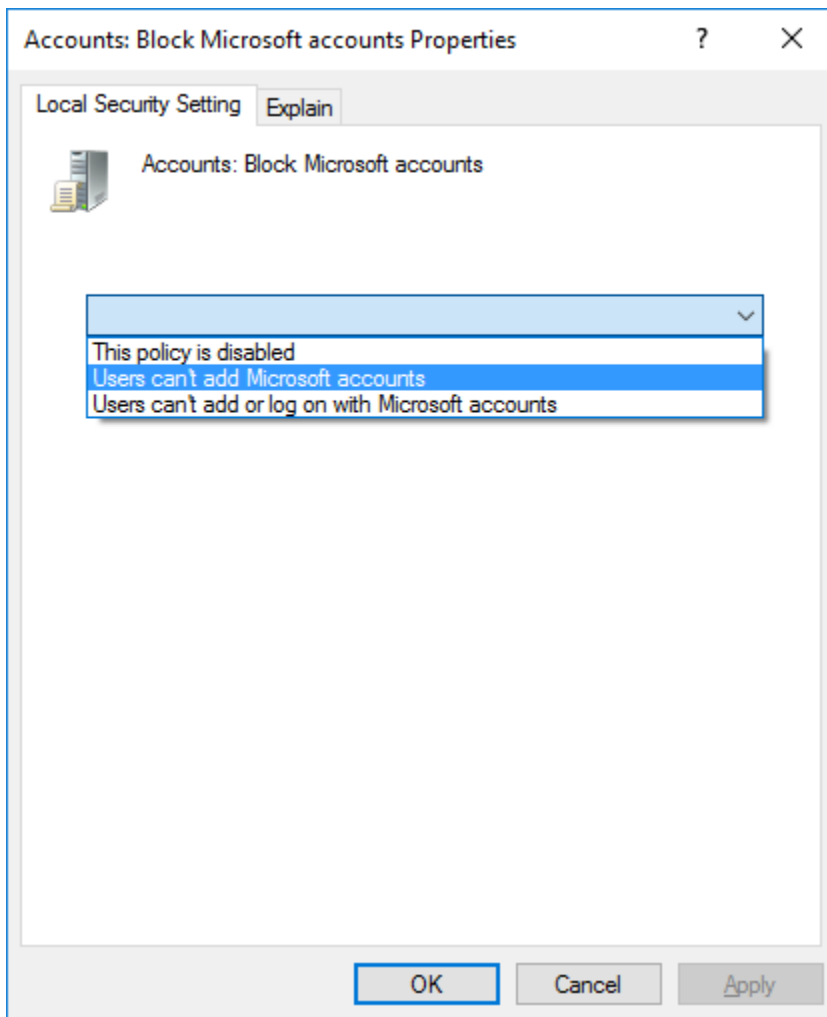 Accounts: Block Microsoft accounts Properties ?
Local Security Setting Explain
Accounts: Block Microsoft accounts
This policy is disabled
Users can't add Microsoft accounts
Users can't add or log on with Microsoft accounts
OK Cancel Apply